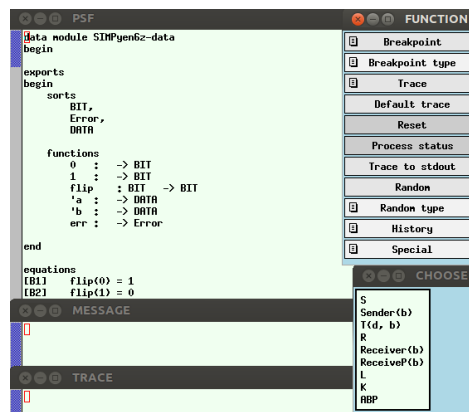 PSF
data module SIMPyen6z-data
begin
exports
begin
sorts
BIT,
Error,
DATA
functions
0 : -> BIT
1 : -> BIT
flip : BIT -> BIT
'a : -> DATA
'b : -> DATA
err : -> Error
end
equations
[B1] flip(0) = 1
[B2] flip(1) = 0
MESSAGE
TRACE
FUNCTION
Breakpoint
Breakpoint type
Trace
Default trace
Reset
Process status
Trace to stdout
Random
Random type
History
Special
CHOOSE
S
Sender(b)
T(d, b)
R
Receiver(b)
ReceiveP(b)
L
K
ABP